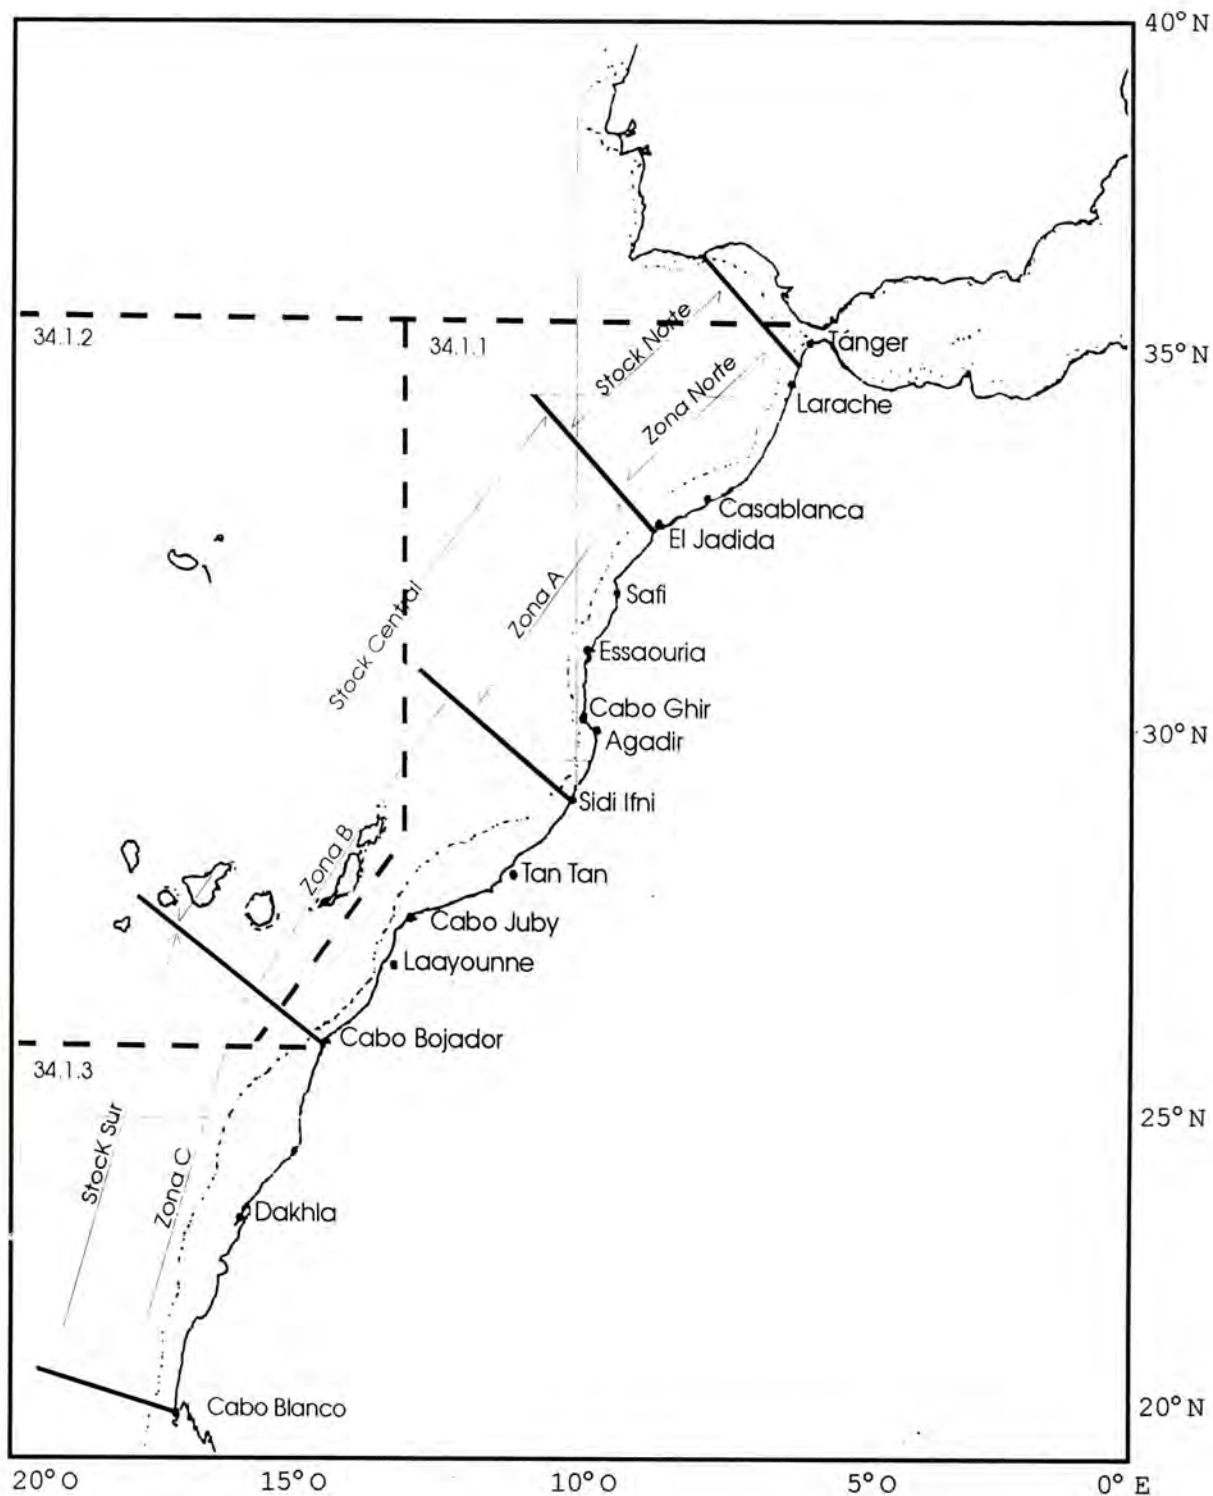 40°N
34.1.2
34.1.1
Stock Norte
Tánger
35°N
Zona Norte
Larache
Casablanca
El Jadida
Zona A
Safi
Stock Central
Essaouria
Cabo Ghir
30°N
Agadir
Sidi Ifni
Zona B
Tan Tan
Cabo Juby
Laayounne
Cabo Bojador
34.1.3
25°N
Stock Sur
Zona C
Dakhla
Cabo Blanco
20°N
20°O 15°O 10°O 5°O 0°E